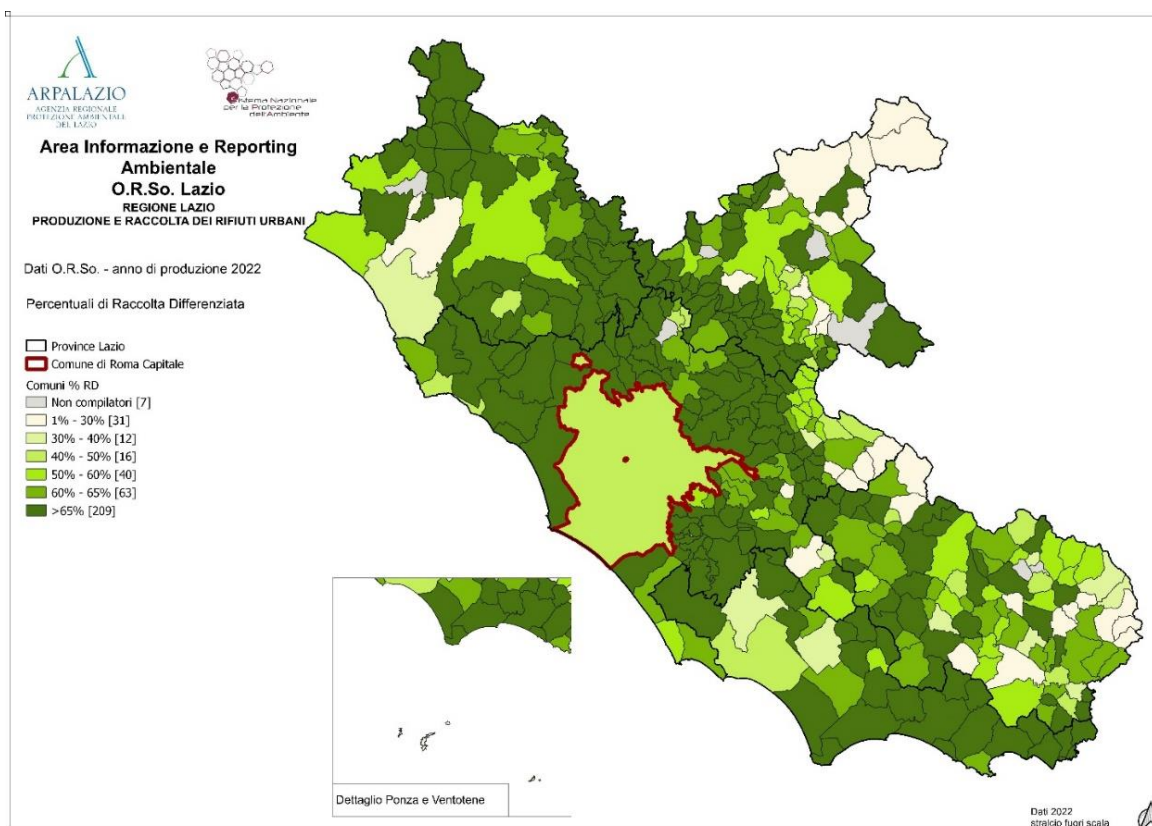 ARPALAZIO
AGENZIA REGIONALE
PROTEZIONE AMBIENTALE
DEL LAZIO
Sistema Nazionale
per la Protezione
dell'Ambiente
Area Informazione e Reporting
Ambientale
O.R.So. Lazio
REGIONE LAZIO
PRODUZIONE E RACCOLTA DEI RIFIUTI URBANI
Dati O.R.So. - anno di produzione 2022
Percentuali di Raccolta Differenziata
Province Lazio
Comune di Roma Capitale
Comuni % RD
Non compilatori [7]
1% - 30% [31]
30% - 40% [12]
40% - 50% [16]
50% - 60% [40]
60% - 65% [63]
>65% [209]
Dettaglio Ponza e Ventotene
Dati 2022
stralcio fuori scala